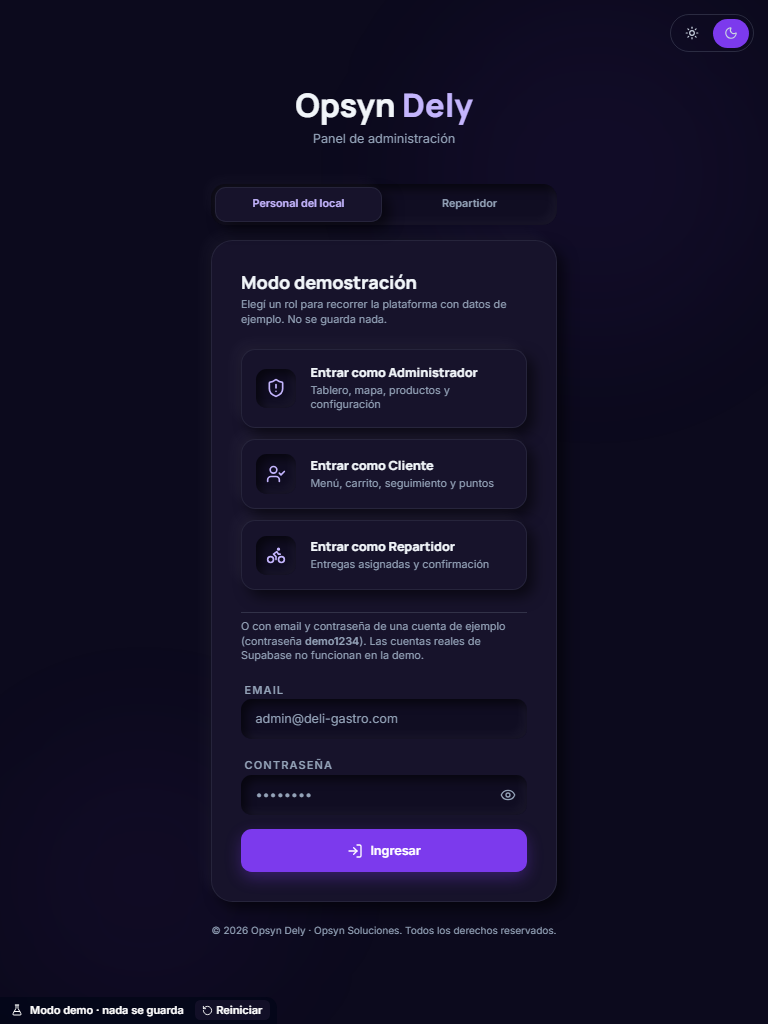 Opsyn Dely
Panel de administración
Personal del local
Repartidor
Modo demostración
Elegí un rol para recorrer la plataforma con datos de
ejemplo. No se guarda nada.
Entrar como Administrador
Tablero, mapa, productos y
configuración
Entrar como Cliente
Menú, carrito, seguimiento y puntos
Entrar como Repartidor
Entregas asignadas y confirmación
O con email y contraseña de una cuenta de ejemplo
(contraseña demo1234). Las cuentas reales de
Supabase no funcionan en la demo.
EMAIL
admin@deli-gastro.com
CONTRASEÑA
••••••••
Ingresar
© 2026 Opsyn Dely · Opsyn Soluciones. Todos los derechos reservados.
Modo demo · nada se guarda
Reiniciar